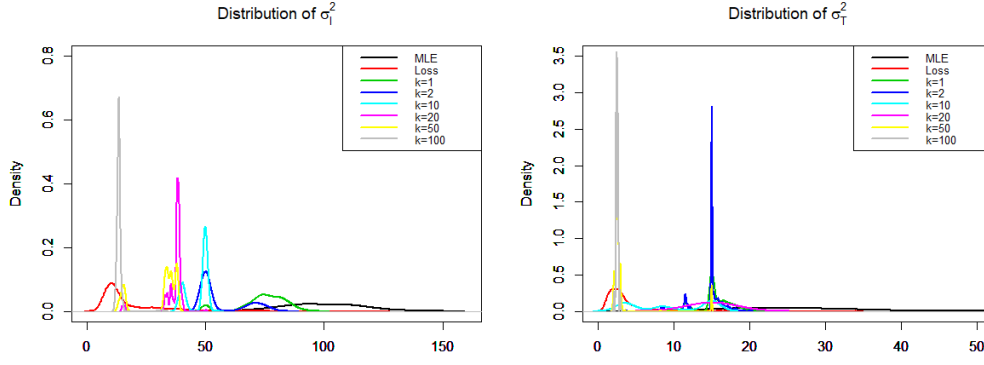 Distribution of σ_I^2
Density
0.0 0.2 0.4 0.6 0.8
0 50 100 150
MLE
Loss
k=1
k=2
k=10
k=20
k=50
k=100
Distribution of σ_T^2
Density
0.0 0.5 1.0 1.5 2.0 2.5 3.0 3.5
0 10 20 30 40 50
MLE
Loss
k=1
k=2
k=10
k=20
k=50
k=100